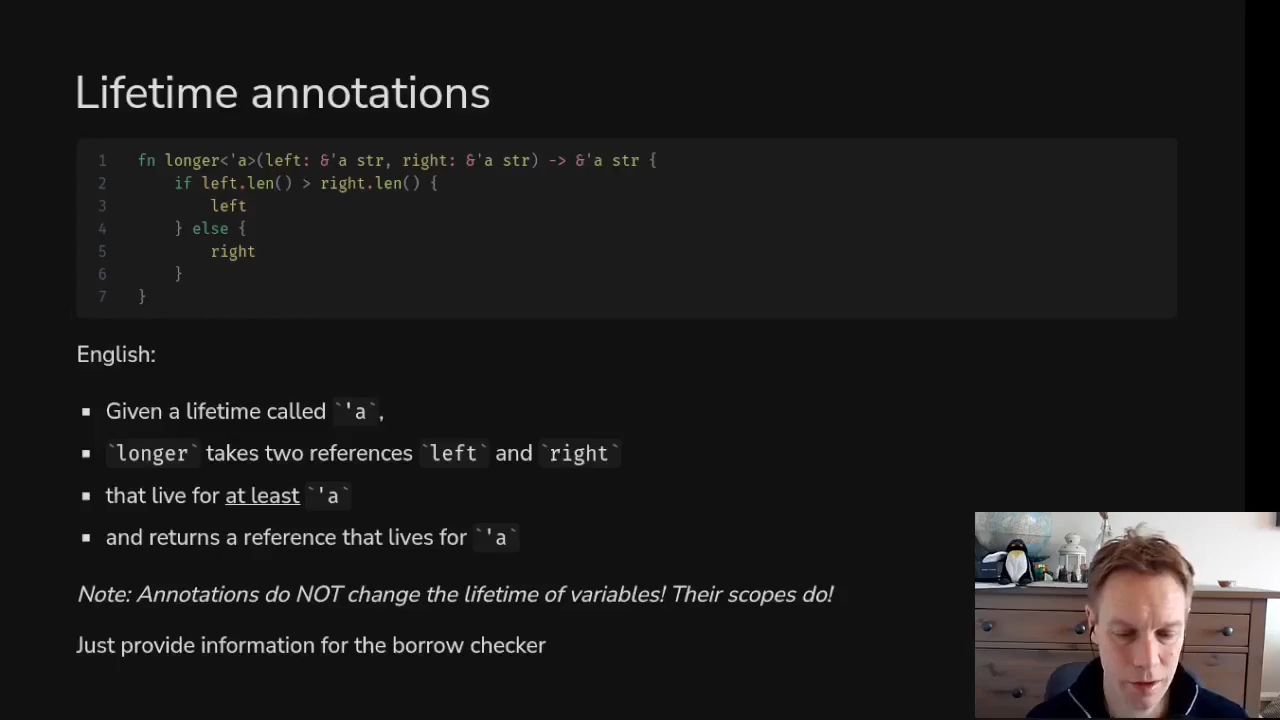 Lifetime annotations
1 fn longer<'a>(left: &'a str, right: &'a str) -> &'a str {
2 if left.len() > right.len() {
3 left
4 } else {
5 right
6 }
7 }
English:
▪ Given a lifetime called `'a`,
▪ `longer` takes two references `left` and `right`
▪ that live for at least `'a`
▪ and returns a reference that lives for `'a`
Note: Annotations do NOT change the lifetime of variables! Their scopes do!
Just provide information for the borrow checker